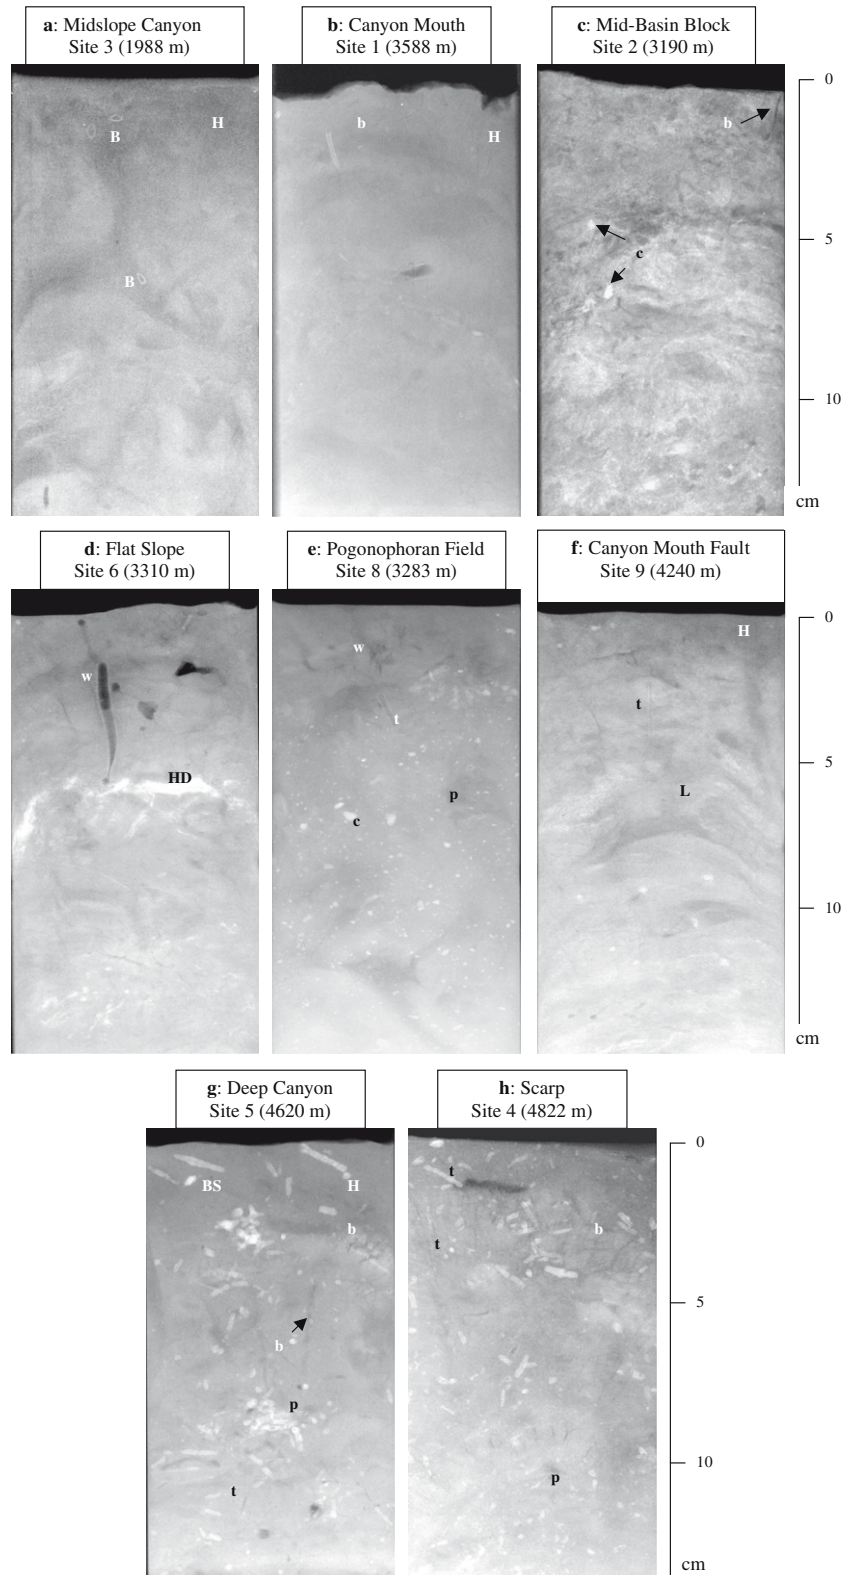 a: Midslope Canyon
Site 3 (1988 m)
b: Canyon Mouth
Site 1 (3588 m)
c: Mid-Basin Block
Site 2 (3190 m)
B
H
B
b
H
b
c
0
5
10
cm
d: Flat Slope
Site 6 (3310 m)
e: Pogonophoran Field
Site 8 (3283 m)
f: Canyon Mouth Fault
Site 9 (4240 m)
w
HD
w
t
p
c
H
t
L
0
5
10
cm
g: Deep Canyon
Site 5 (4620 m)
h: Scarp
Site 4 (4822 m)
BS
H
b
b
p
t
t
b
t
p
0
5
10
cm